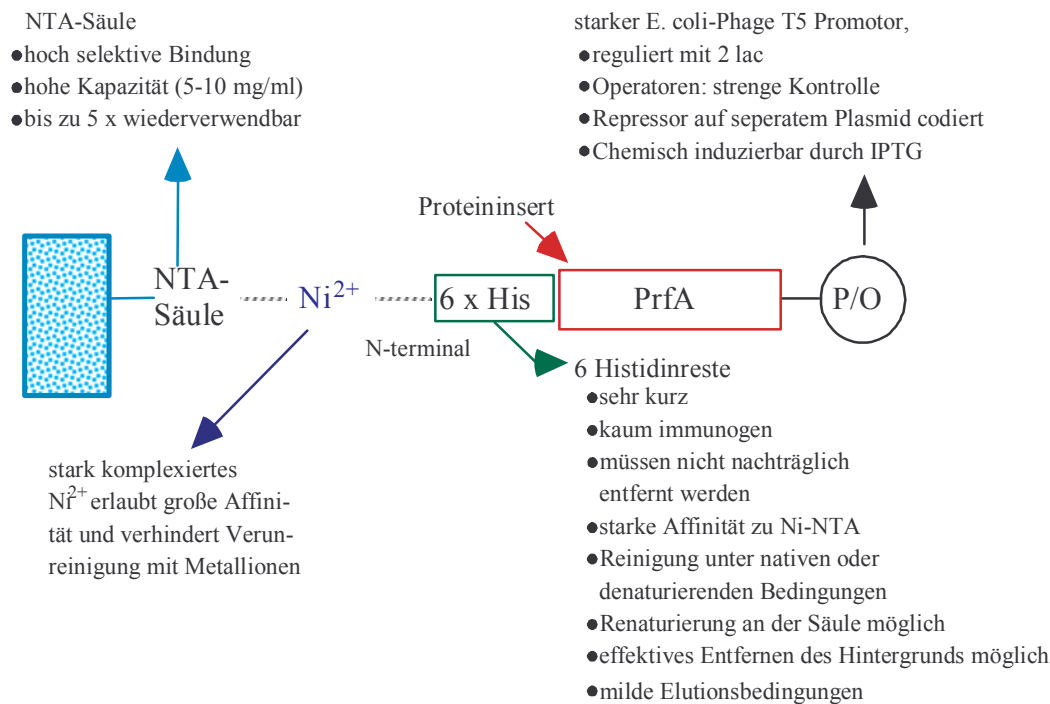 NTA-Säule
●hoch selektive Bindung
●hohe Kapazität (5-10 mg/ml)
●bis zu 5 x wiederverwendbar
starker E. coli-Phage T5 Promotor,
●reguliert mit 2 lac
●Operatoren: strenge Kontrolle
●Repressor auf seperatem Plasmid codiert
●Chemisch induzierbar durch IPTG
Proteininsert
NTA-
Säule
Ni2+
6 x His
PrfA
P/O
N-terminal
stark komplexiertes
Ni2+ erlaubt große Affini-
tät und verhindert Verun-
reinigung mit Metallionen
6 Histidinreste
●sehr kurz
●kaum immunogen
●müssen nicht nachträglich
entfernt werden
●starke Affinität zu Ni-NTA
●Reinigung unter nativen oder
denaturierenden Bedingungen
●Renaturierung an der Säule möglich
●effektives Entfernen des Hintergrunds möglich
●milde Elutionsbedingungen